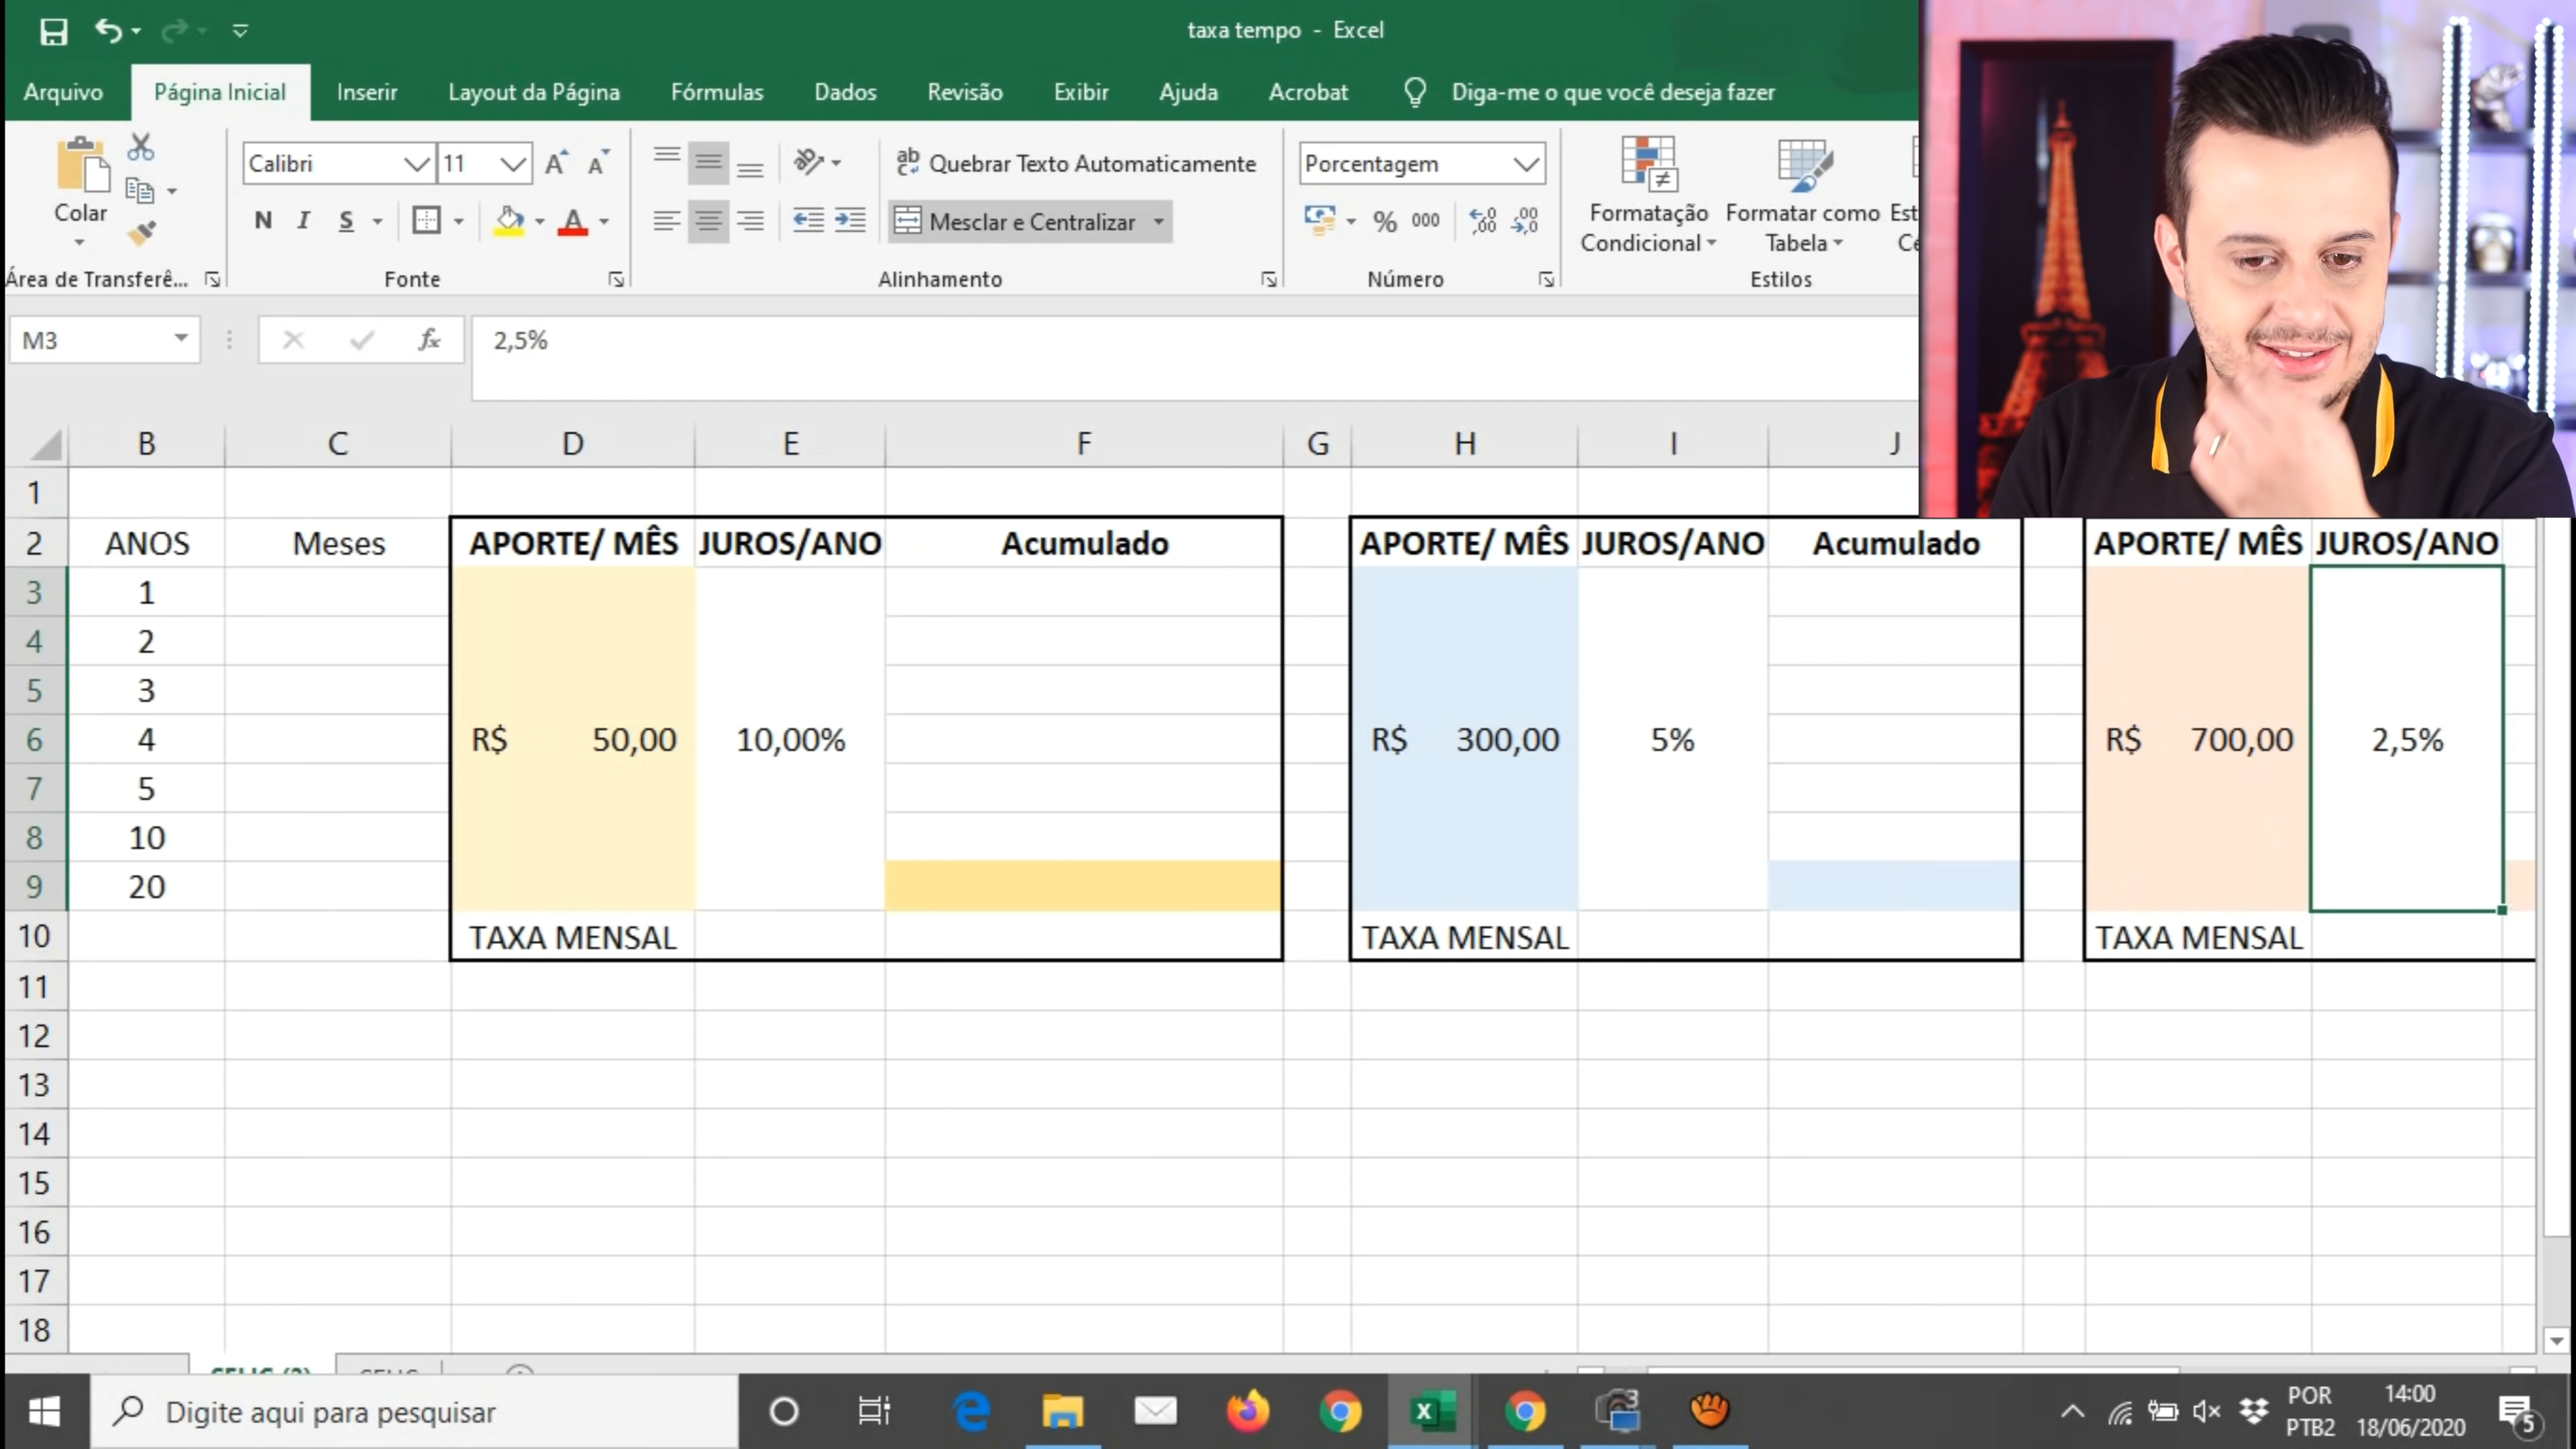 taxa tempo - Excel
Arquivo Página Inicial Inserir Layout da Página Fórmulas Dados Revisão Exibir Ajuda Acrobat Diga-me o que você deseja fazer
Colar
Calibri 11
Quebrar Texto Automaticamente
Porcentagem
N I S
Mesclar e Centralizar
% 000
Formatação Condicional
Formatar como Tabela
Área de Transferê... Fonte Alinhamento Número Estilos
M3 fx 2,5%
B C D E F G H I J
1
2 ANOS Meses APORTE/ MÊS JUROS/ANO Acumulado APORTE/ MÊS JUROS/ANO Acumulado APORTE/ MÊS JUROS/ANO
3 1
4 2
5 3
6 4 R$ 50,00 10,00% R$ 300,00 5% R$ 700,00 2,5%
7 5
8 10
9 20
10 TAXA MENSAL TAXA MENSAL TAXA MENSAL
11
12
13
14
15
16
17
18
Digite aqui para pesquisar
POR
PTB2
14:00
18/06/2020
5